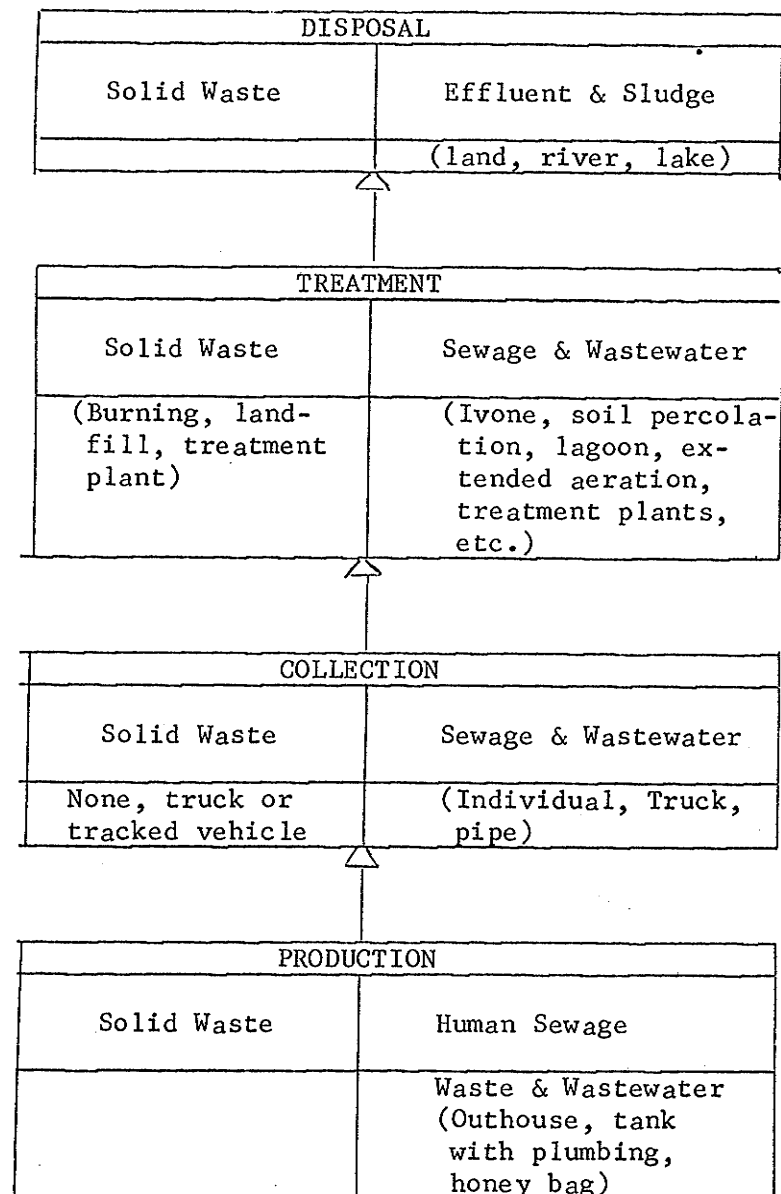 DISPOSAL
Solid Waste
Effluent & Sludge
(land, river, lake)
TREATMENT
Solid Waste
Sewage & Wastewater
(Burning, land-
fill, treatment
plant)
(Ivone, soil percola-
tion, lagoon, ex-
tended aeration,
treatment plants,
etc.)
COLLECTION
Solid Waste
Sewage & Wastewater
None, truck or
tracked vehicle
(Individual, Truck,
pipe)
PRODUCTION
Solid Waste
Human Sewage
Waste & Wastewater
(Outhouse, tank
with plumbing,
honey bag)